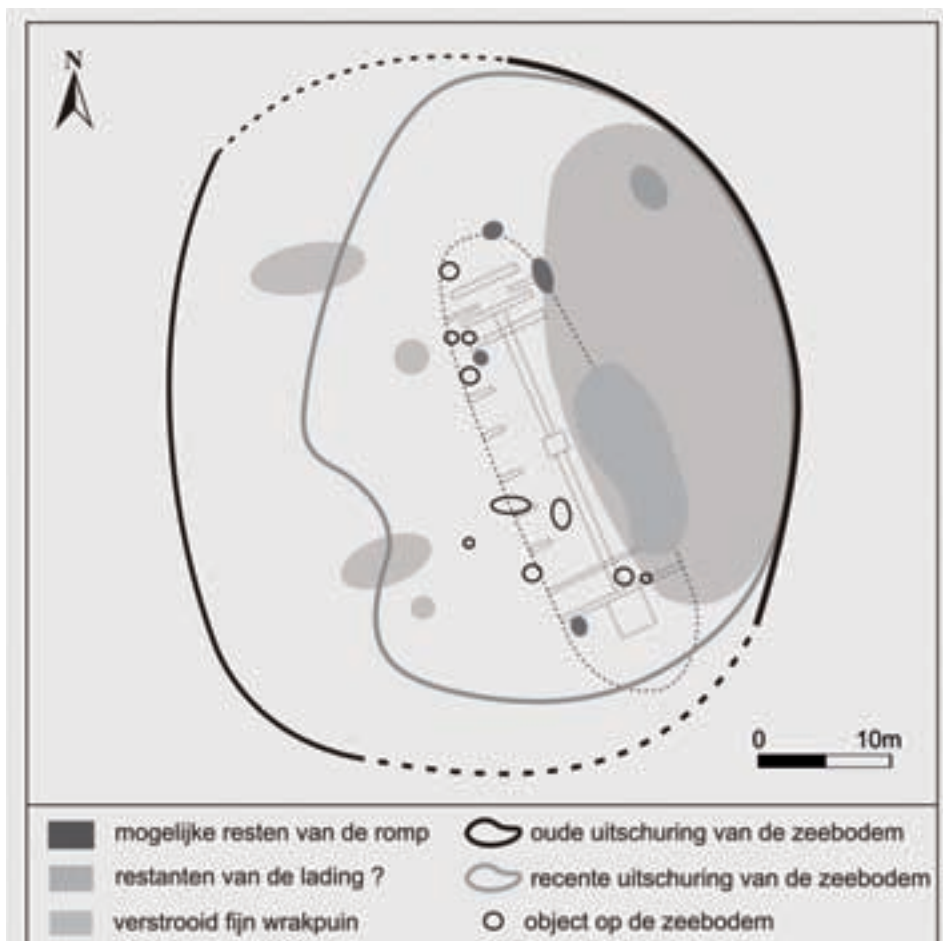 N
0 10m
mogelijke resten van de romp
oude uitschuring van de zeebodem
restanten van de lading ?
recente uitschuring van de zeebodem
verstrooid fijn wrakpuin
object op de zeebodem